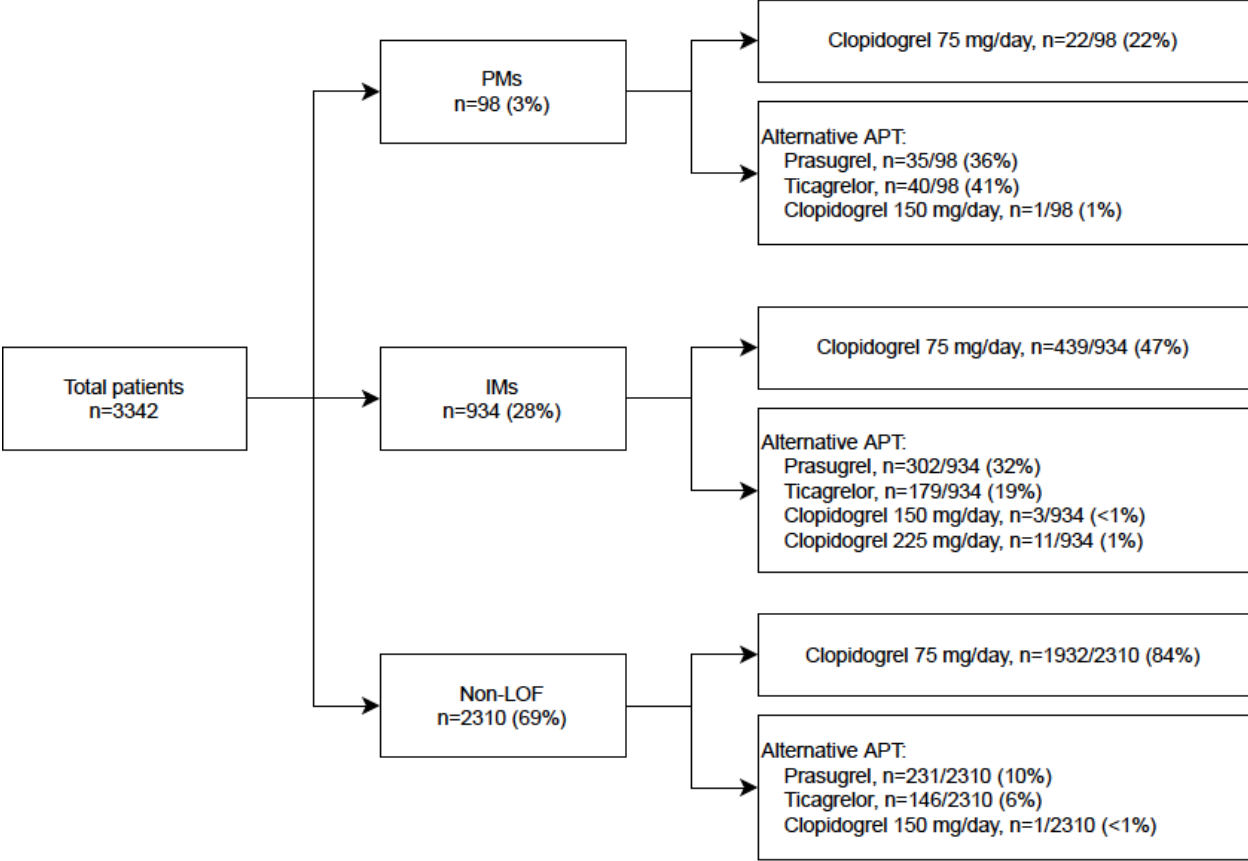 Total patients
n=3342
PMs
n=98 (3%)
Clopidogrel 75 mg/day, n=22/98 (22%)
Alternative APT:
Prasugrel, n=35/98 (36%)
Ticagrelor, n=40/98 (41%)
Clopidogrel 150 mg/day, n=1/98 (1%)
IMs
n=934 (28%)
Clopidogrel 75 mg/day, n=439/934 (47%)
Alternative APT:
Prasugrel, n=302/934 (32%)
Ticagrelor, n=179/934 (19%)
Clopidogrel 150 mg/day, n=3/934 (<1%)
Clopidogrel 225 mg/day, n=11/934 (1%)
Non-LOF
n=2310 (69%)
Clopidogrel 75 mg/day, n=1932/2310 (84%)
Alternative APT:
Prasugrel, n=231/2310 (10%)
Ticagrelor, n=146/2310 (6%)
Clopidogrel 150 mg/day, n=1/2310 (<1%)